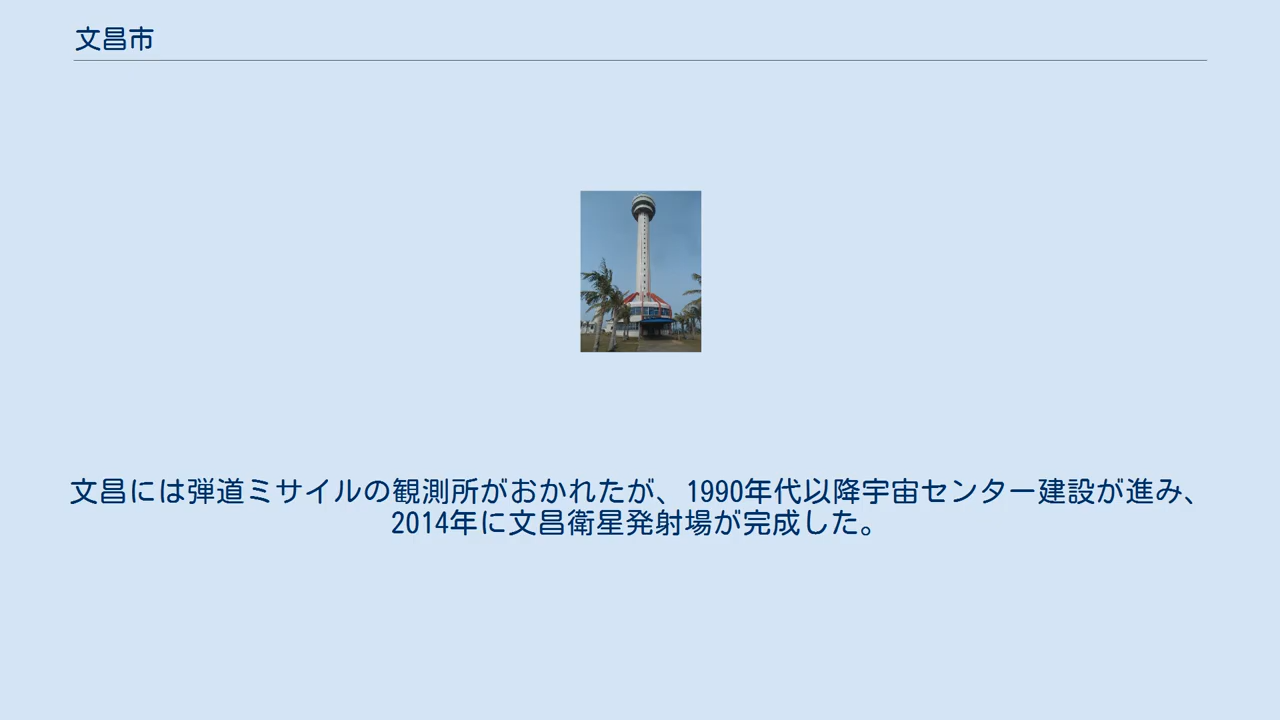 文昌市
文昌には弾道ミサイルの観測所がおかれたが、1990年代以降宇宙センター建設が進み、
2014年に文昌衛星発射場が完成した。